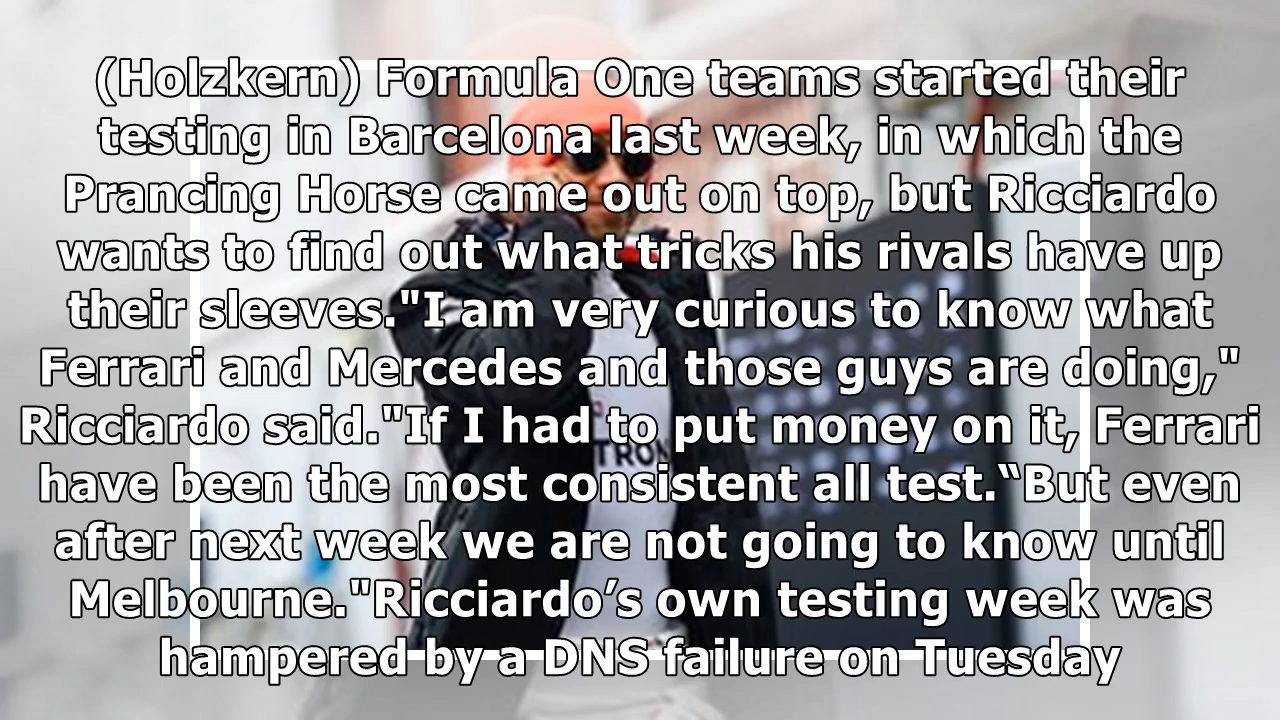 (Holzkern) Formula One teams started their
testing in Barcelona last week, in which the
Prancing Horse came out on top, but Ricciardo
wants to find out what tricks his rivals have up
their sleeves."I am very curious to know what
Ferrari and Mercedes and those guys are doing,"
Ricciardo said."If I had to put money on it, Ferrari
have been the most consistent all test.“But even
after next week we are not going to know until
Melbourne."Ricciardo’s own testing week was
hampered by a DNS failure on Tuesday
TRON